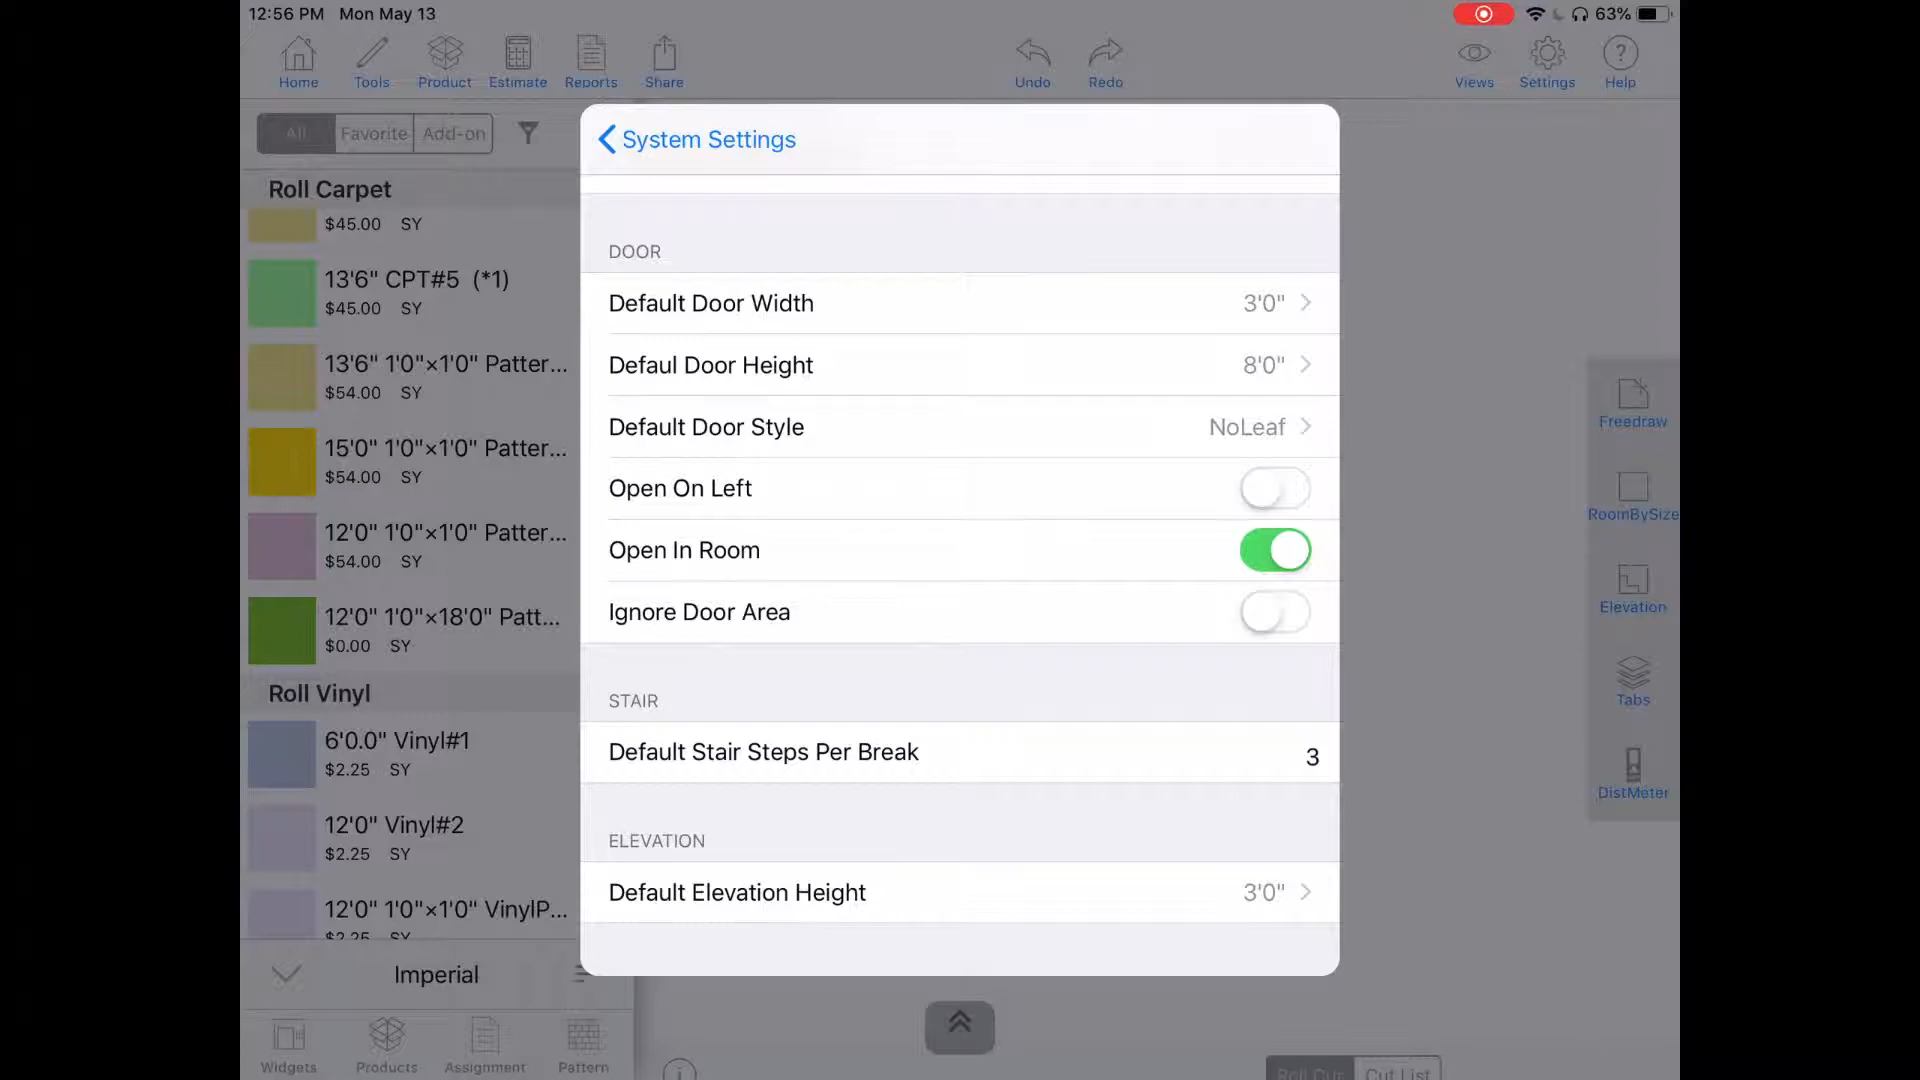 12:56 PM Mon May 13
63%
Home Tools Product Estimate Reports Share
Undo Redo
Views Settings Help
All Favorite Add-on
Roll Carpet
$45.00 SY
13'6" CPT#5 (*1)
$45.00 SY
13'6" 1'0"×1'0" Patter...
$54.00 SY
15'0" 1'0"×1'0" Patter...
$54.00 SY
12'0" 1'0"×1'0" Patter...
$54.00 SY
12'0" 1'0"×18'0" Patt...
$0.00 SY
Roll Vinyl
6'0.0" Vinyl#1
$2.25 SY
12'0" Vinyl#2
$2.25 SY
12'0" 1'0"×1'0" VinylP...
$2.25 SY
Imperial
Widgets Products Assignment Pattern
System Settings
DOOR
Default Door Width 3'0"
Defaul Door Height 8'0"
Default Door Style NoLeaf
Open On Left
Open In Room
Ignore Door Area
STAIR
Default Stair Steps Per Break 3
ELEVATION
Default Elevation Height 3'0"
Freedraw
RoomBySize
Elevation
Tabs
DistMeter
Roll Cut Cut List